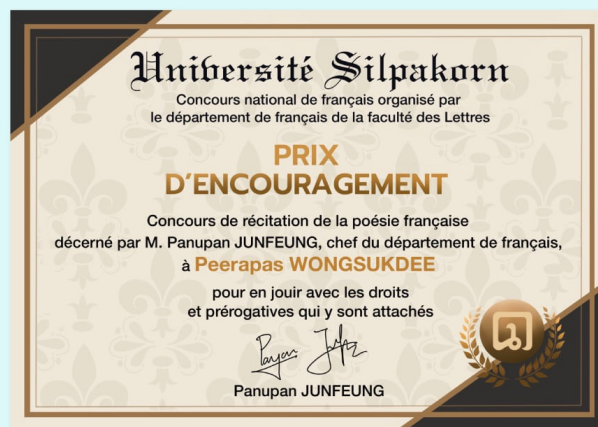 Université Silpakorn
Concours national de français organisé par
le département de français de la faculté des Lettres
PRIX
D'ENCOURAGEMENT
Concours de récitation de la poésie française
décerné par M. Panupan JUNFEUNG, chef du département de français,
à Peerapas WONGSUKDEE
pour en jouir avec les droits
et prérogatives qui y sont attachés
Panupan JUNFEUNG